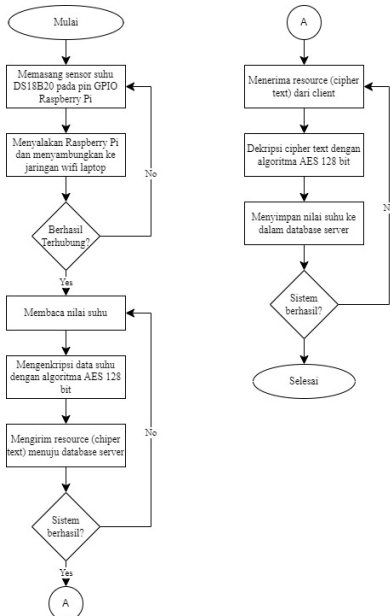 Mulai
Memasang sensor suhu
DS18B20 pada pin GPIO
Raspberry Pi
Menyalakan Raspberry Pi
dan menyambungkan ke
jaringan wifi laptop
No
Berhasil
Terhubung?
Yes
Membaca nilai suhu
Mengenkripsi data suhu
dengan algoritma AES 128
bit
No
Mengirim resource (chiper
text) menuju database server
Sistem
berhasil?
Yes
A
A
Menerima resource (cipher
text) dari client
Dekripsi cipher text dengan
algoritma AES 128 bit
N
Menyimpan nilai suhu ke
dalam database server
Sistem
berhasil?
Selesai